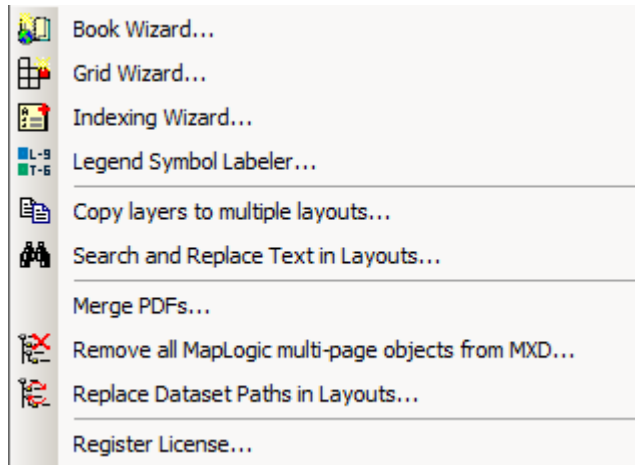 Book Wizard...
Grid Wizard...
Indexing Wizard...
L-9
T-6
Legend Symbol Labeler...
Copy layers to multiple layouts...
Search and Replace Text in Layouts...
Merge PDFs...
Remove all MapLogic multi-page objects from MXD...
Replace Dataset Paths in Layouts...
Register License...